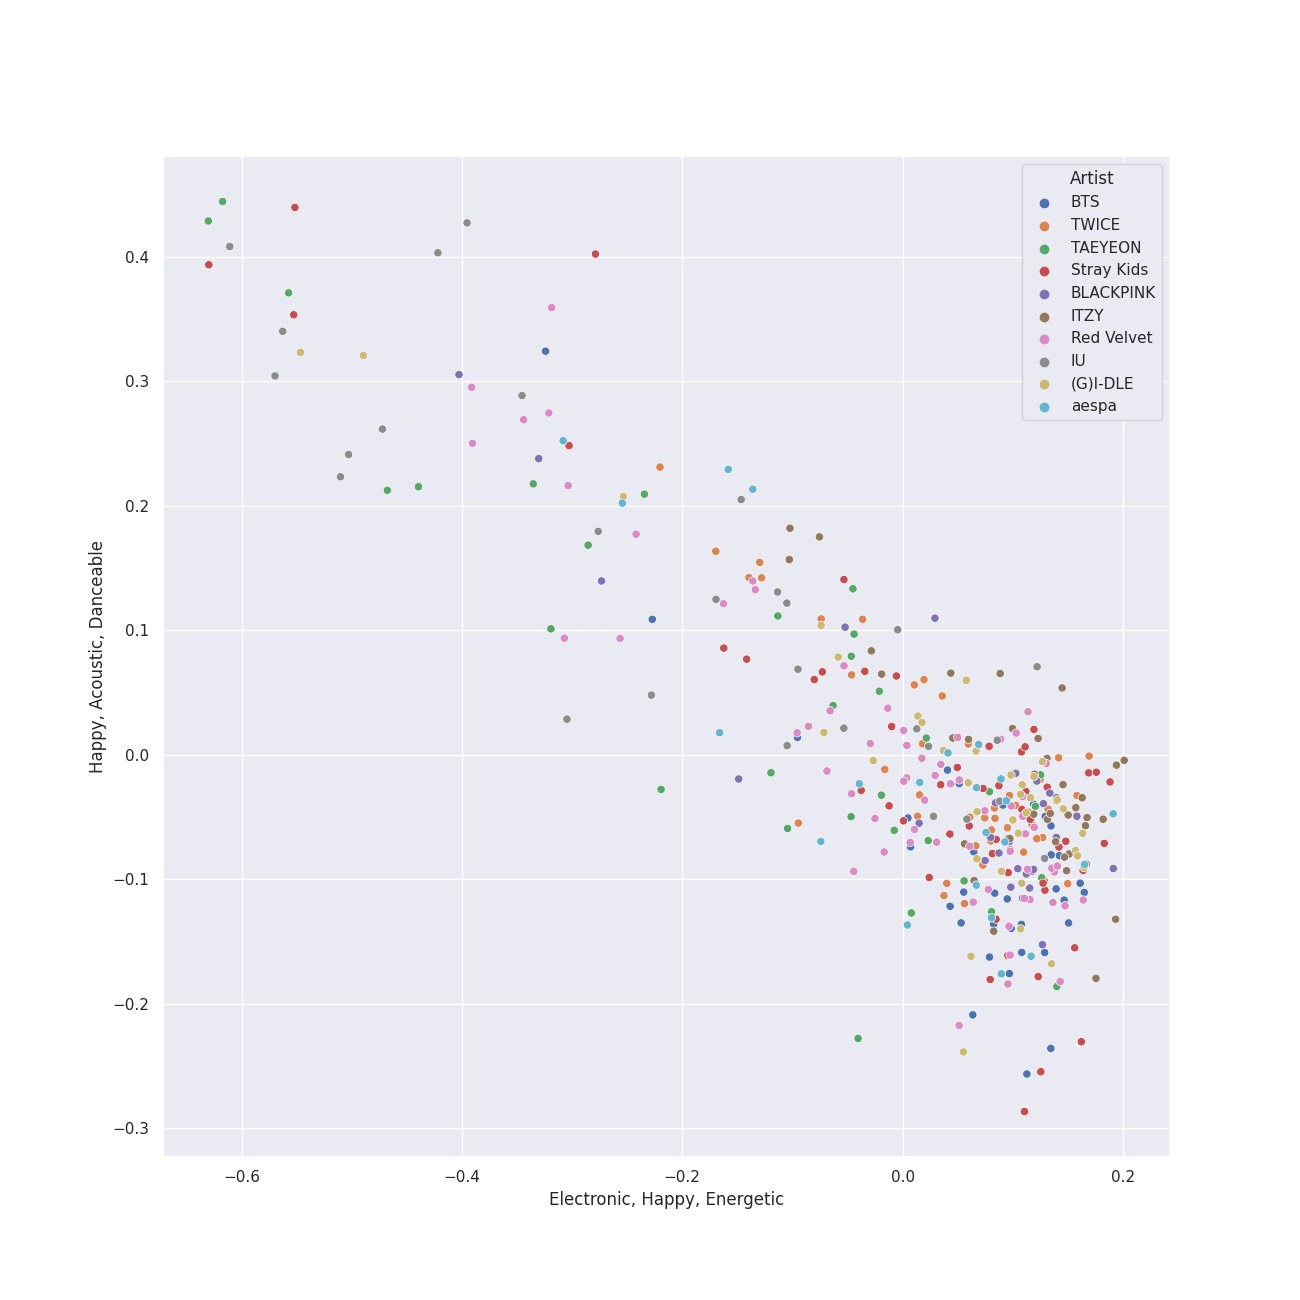 Artist
BTS
TWICE
TAEYEON
Stray Kids
BLACKPINK
ITZY
Red Velvet
IU
(G)I-DLE
aespa
0.4
0.3
0.2
0.1
0.0
−0.1
−0.2
−0.3
Happy, Acoustic, Danceable
−0.6
−0.4
−0.2
0.0
0.2
Electronic, Happy, Energetic